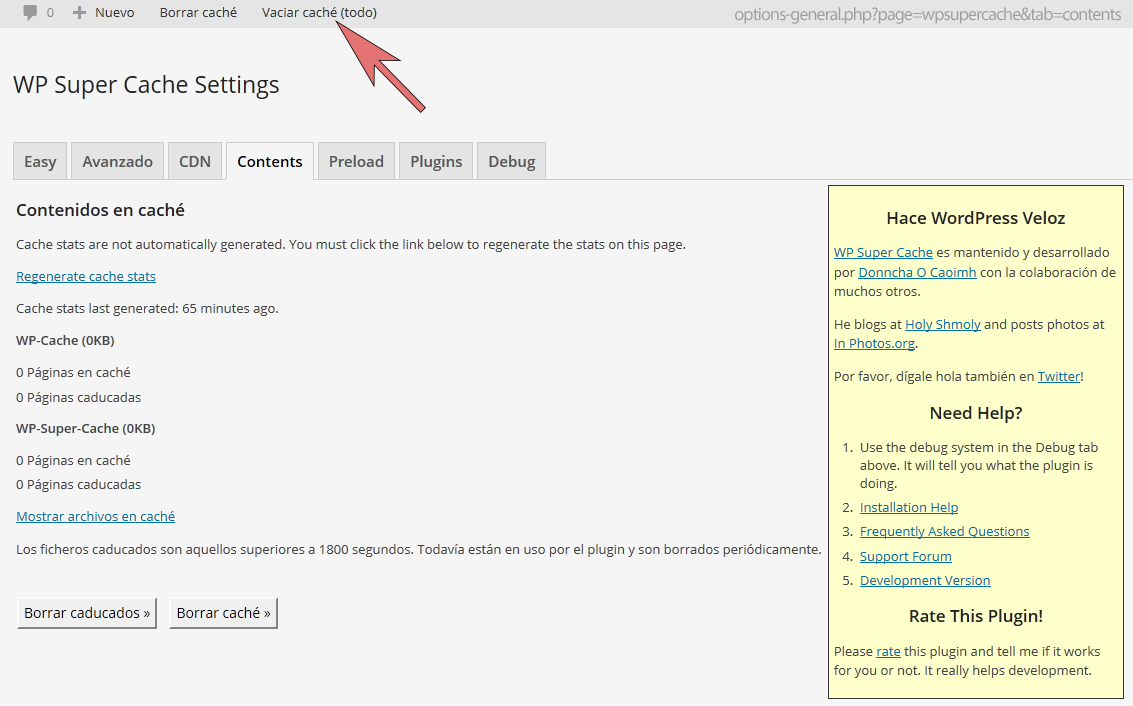 0 Nuevo Borrar caché Vaciar caché (todo) options-general.php?page=wpsupercache&tab=contents
WP Super Cache Settings
Easy Avanzado CDN Contents Preload Plugins Debug
Contenidos en caché
Cache stats are not automatically generated. You must click the link below to regenerate the stats on this page.
Regenerate cache stats
Cache stats last generated: 65 minutes ago.
WP-Cache (0KB)
0 Páginas en caché
0 Páginas caducadas
WP-Super-Cache (0KB)
0 Páginas en caché
0 Páginas caducadas
Mostrar archivos en caché
Los ficheros caducados son aquellos superiores a 1800 segundos. Todavía están en uso por el plugin y son borrados periódicamente.
Borrar caducados » Borrar caché »
Hace WordPress Veloz
WP Super Cache es mantenido y desarrollado
por Donncha O Caoimh con la colaboración de
muchos otros.
He blogs at Holy Shmoly and posts photos at
In Photos.org.
Por favor, dígale hola también en Twitter!
Need Help?
1. Use the debug system in the Debug tab
above. It will tell you what the plugin is
doing.
2. Installation Help
3. Frequently Asked Questions
4. Support Forum
5. Development Version
Rate This Plugin!
Please rate this plugin and tell me if it works
for you or not. It really helps development.